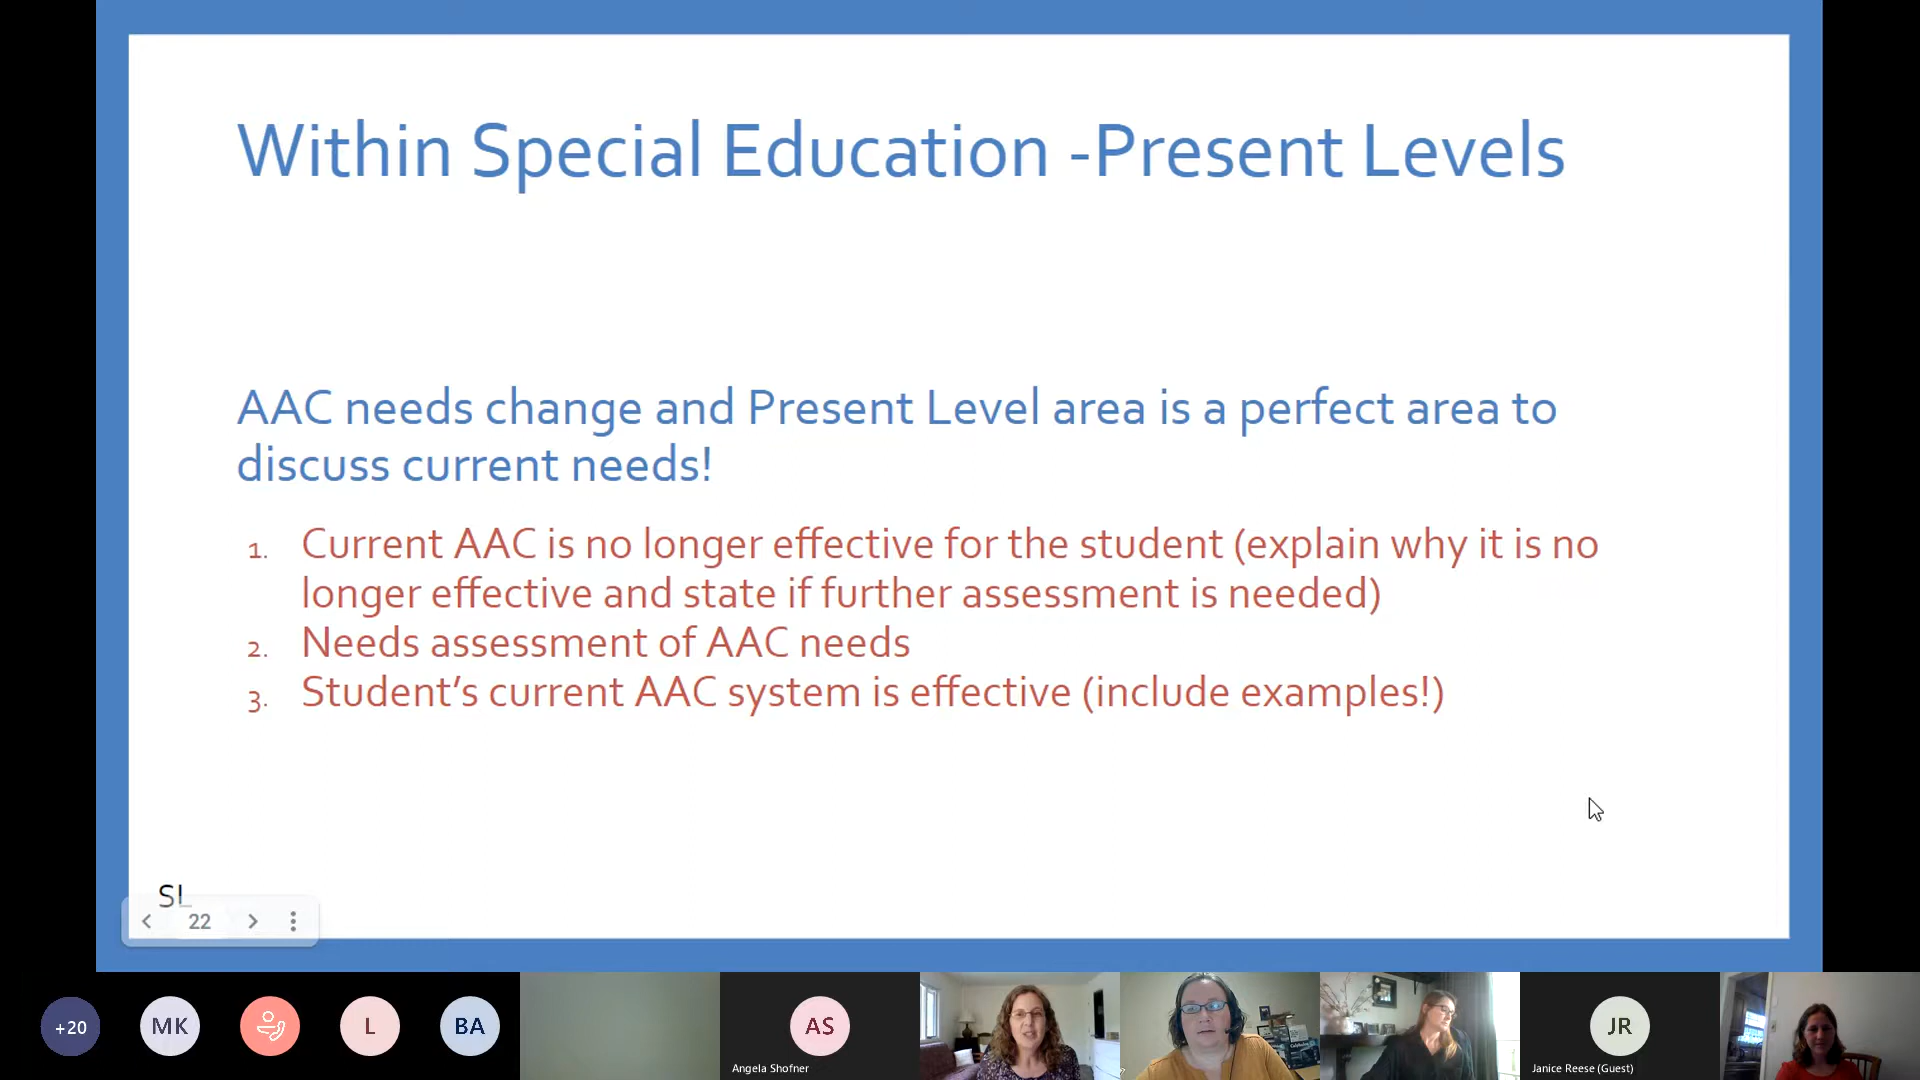 Within Special Education -Present Levels
AAC needs change and Present Level area is a perfect area to
discuss current needs!
1. Current AAC is no longer effective for the student (explain why it is no
longer effective and state if further assessment is needed)
2. Needs assessment of AAC needs
3. Student’s current AAC system is effective (include examples!)
SL
22
+20
MK
L
BA
AS
Angela Shofner
JR
Janice Reese (Guest)